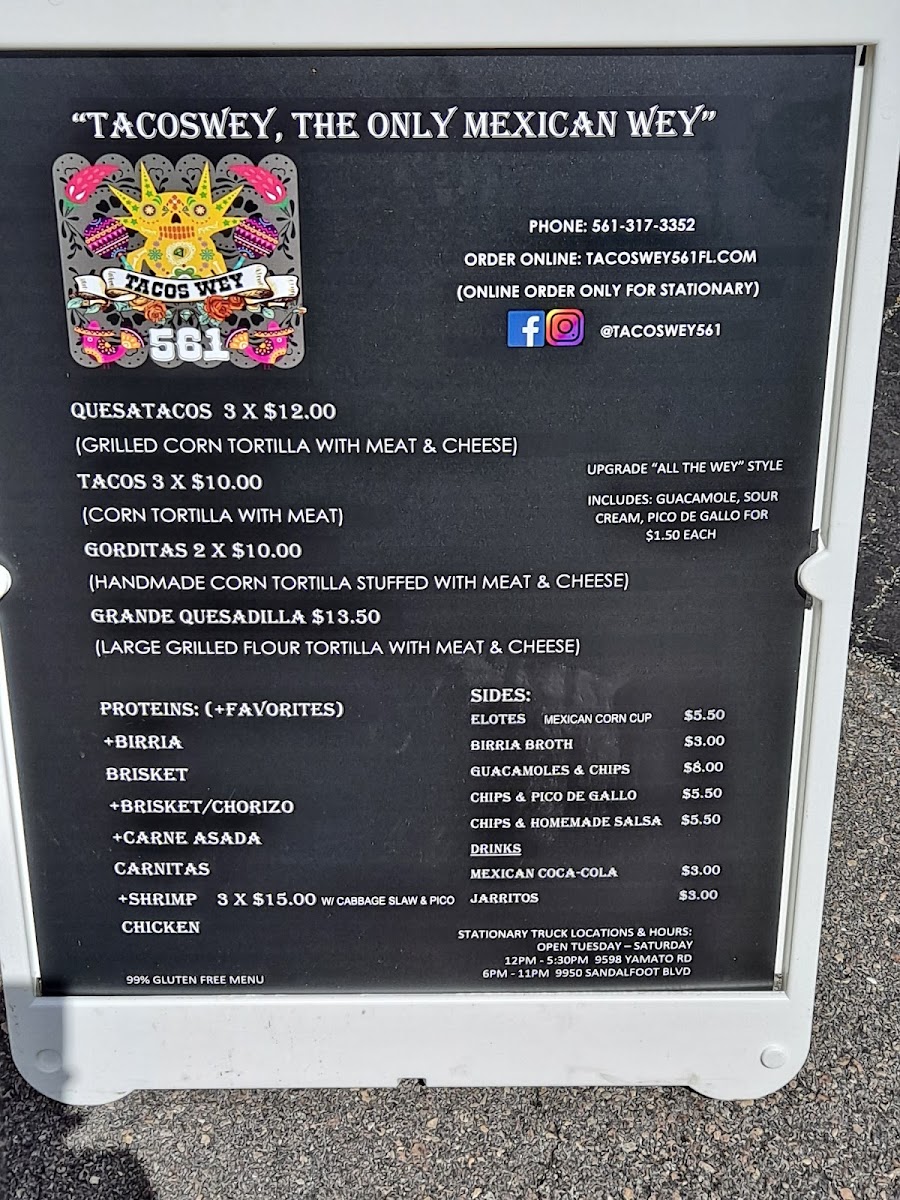 “TACOSWEY, THE ONLY MEXICAN WEY”
TACOS WEY
561
PHONE: 561-317-3352
ORDER ONLINE: TACOSWEY561FL.COM
(ONLINE ORDER ONLY FOR STATIONARY)
@TACOSWEY561
QUESATACOS 3 X $12.00
(GRILLED CORN TORTILLA WITH MEAT & CHEESE)
TACOS 3 X $10.00
(CORN TORTILLA WITH MEAT)
GORDITAS 2 X $10.00
(HANDMADE CORN TORTILLA STUFFED WITH MEAT & CHEESE)
GRANDE QUESADILLA $13.50
(LARGE GRILLED FLOUR TORTILLA WITH MEAT & CHEESE)
UPGRADE “ALL THE WEY” STYLE
INCLUDES: GUACAMOLE, SOUR
CREAM, PICO DE GALLO FOR
$1.50 EACH
PROTEINS: (+FAVORITES)
+BIRRIA
BRISKET
+BRISKET/CHORIZO
+CARNE ASADA
CARNITAS
+SHRIMP 3 X $15.00 W/ CABBAGE SLAW & PICO
CHICKEN
99% GLUTEN FREE MENU
SIDES:
ELOTES MEXICAN CORN CUP $5.50
BIRRIA BROTH $3.00
GUACAMOLES & CHIPS $8.00
CHIPS & PICO DE GALLO $5.50
CHIPS & HOMEMADE SALSA $5.50
DRINKS
MEXICAN COCA-COLA $3.00
JARRITOS $3.00
STATIONARY TRUCK LOCATIONS & HOURS:
OPEN TUESDAY – SATURDAY
12PM - 5:30PM 9598 YAMATO RD
6PM - 11PM 9950 SANDALFOOT BLVD